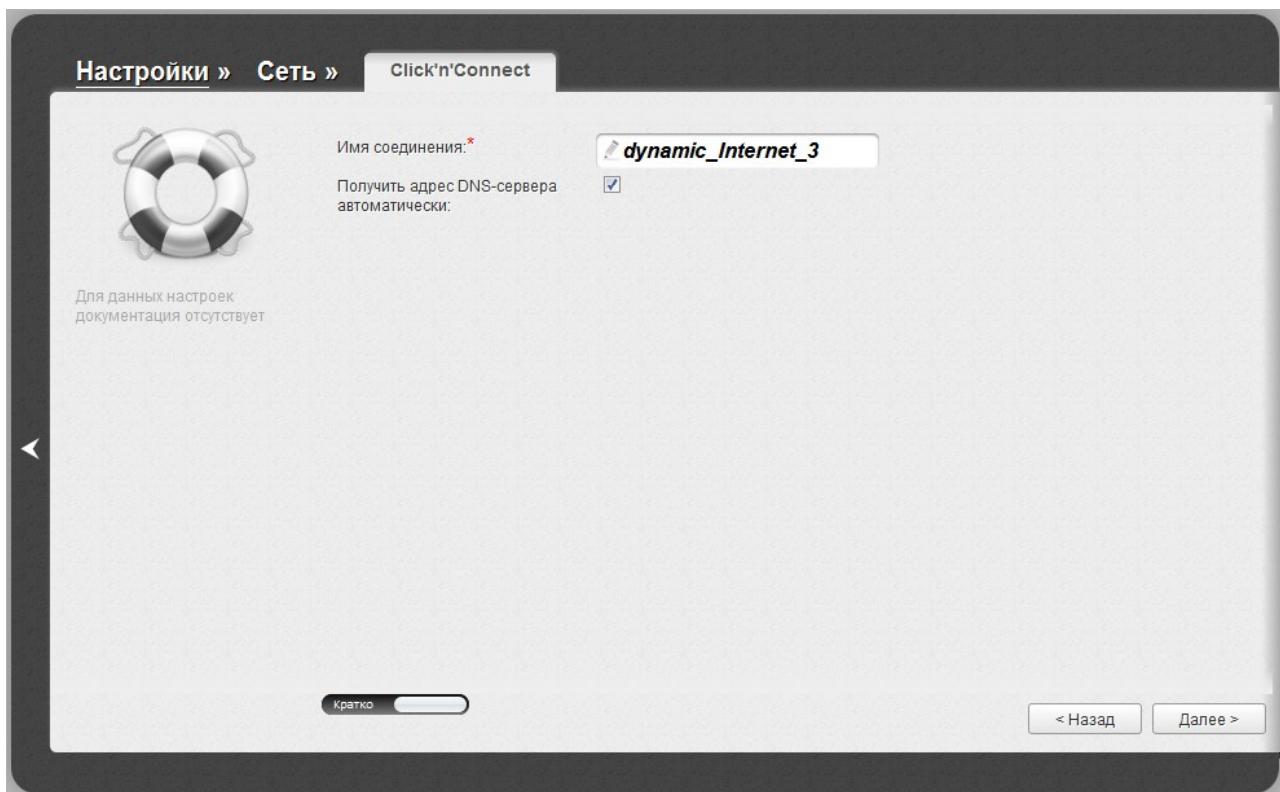 Настройки » Сеть » Click'n'Connect
Имя соединения:* dynamic_Internet_3
Получить адрес DNS-сервера
автоматически:
Для данных настроек
документация отсутствует
Кратко
< Назад Далее >